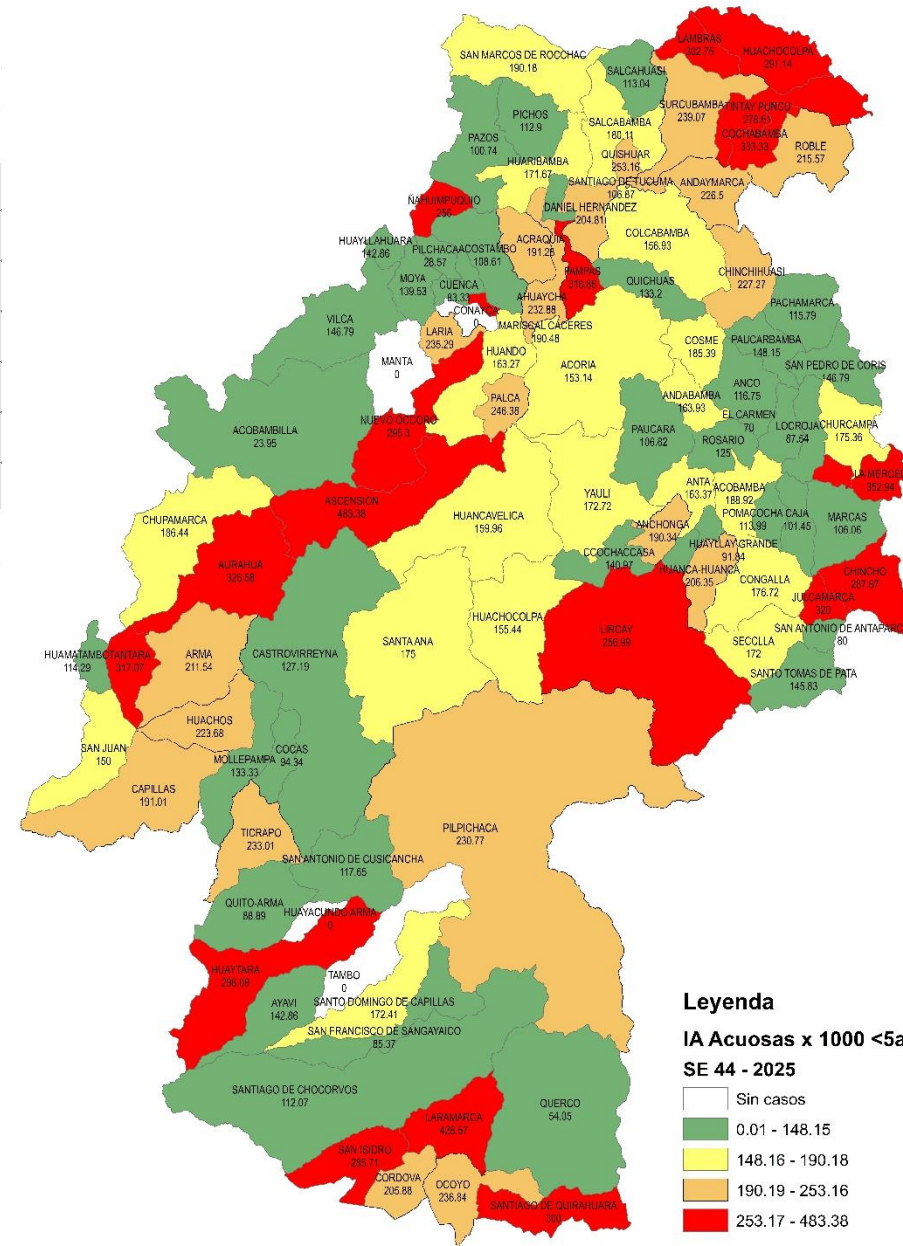 LAMBRAS
302.75
HUACHOCOLPA
291.14
SAN MARCOS DE ROCCHAC
190.18
SALCAHUASI
113.04
SURCUBAMBA
239.07
TINTAY PUNCU
278.61
PICHOS
112.9
SALCABAMBA
180.11
COCHABAMBA
333.33
ROBLE
215.57
PAZOS
100.74
QUISHUAR
253.16
HUARIBAMBA
171.67
SANTIAGO DE TUCUMA
106.87
ANDAYMARCA
226.5
ÑAHUIMPUQUIO
256
DANIEL HERNANDEZ
204.81
COLCABAMBA
156.93
HUAYLLAHUARA
142.86
PILCHACA
28.57
ACOSTAMBO
108.61
ACRAQUIA
191.26
PAMPAS
316.86
QUICHUAS
133.2
CHINCHIHUASI
227.27
MOYA
139.53
CUENCA
83.33
AHUAYCHA
232.88
PACHAMARCA
115.79
VILCA
146.79
CONAYCA
0
MARISCAL CACERES
190.48
LARIA
235.29
COSME
185.39
PAUCARBAMBA
148.15
MANTA
0
HUANDO
163.27
ACORIA
153.14
SAN PEDRO DE CORIS
146.79
PALCA
246.38
ANDABAMBA
163.93
ANCO
116.75
EL CARMEN
70
ACOBAMBILLA
23.95
NUEVO OCCORO
295.3
PAUCARA
106.82
ROSARIO
125
LOCROJA
87.54
CHURCAMPA
175.36
LA MERCED
352.94
ASCENSION
483.38
YAULI
172.72
ANTA
163.37
ACOBAMBA
188.92
CHUPAMARCA
186.44
HUANCAVELICA
159.96
ANCHONGA
190.34
POMACOCHA
113.99
CAJA
101.45
MARCAS
106.06
AURAHUA
325.58
CCOCHACCASA
140.97
HUAYLLAY GRANDE
91.84
HUANCA-HUANCA
206.35
CONGALLA
176.72
CHINCHO
287.67
JULCAMARCA
320
HUACHOCOLPA
155.44
LIRCAY
256.99
SAN ANTONIO DE ANTAPARCO
80
HUAMATAMBO
114.29
TANTARA
317.07
ARMA
211.54
CASTROVIRREYNA
127.19
SANTA ANA
175
SECCLLA
172
SANTO TOMAS DE PATA
145.83
HUACHOS
223.68
SAN JUAN
150
COCAS
94.34
MOLLEPAMPA
133.33
CAPILLAS
191.01
TICRAPO
233.01
PILPICHACA
230.77
SAN ANTONIO DE CUSICANCHA
117.65
QUITO-ARMA
88.89
HUAYACUNDO ARMA
0
HUAYTARA
296.09
TAMBO
0
AYAVI
142.86
SANTO DOMINGO DE CAPILLAS
172.41
SAN FRANCISCO DE SANGAYAICO
85.37
SANTIAGO DE CHOCORVOS
112.07
QUERCO
54.05
LARAMARCA
428.57
SAN ISIDRO
285.71
CORDOVA
205.88
OCOYO
236.84
SANTIAGO DE QUIRAHUARA
300
Leyenda
IA Acuosas x 1000 <5a
SE 44 - 2025
Sin casos
0.01 - 148.15
148.16 - 190.18
190.19 - 253.16
253.17 - 483.38